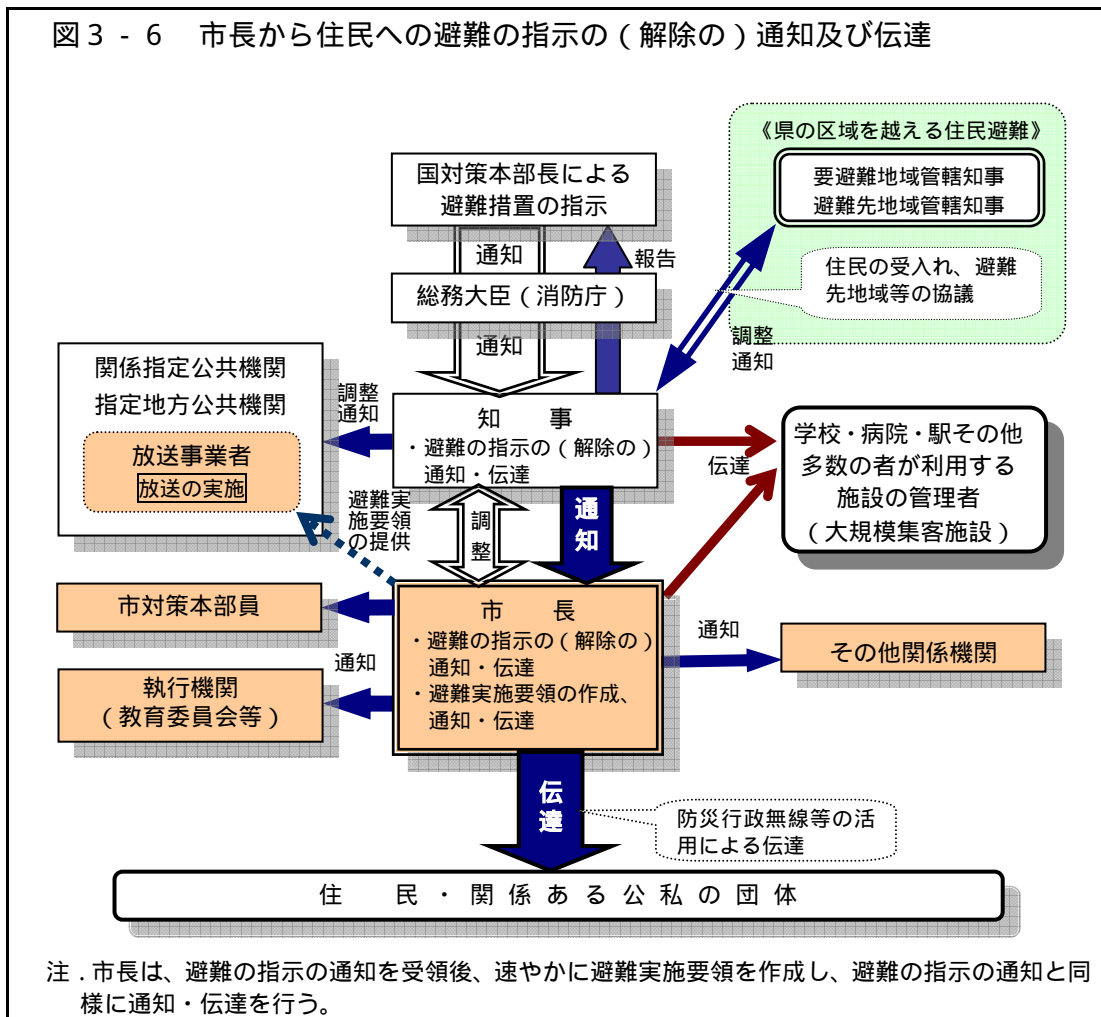 図3-6 市長から住民への避難の指示の(解除の)通知及び伝達
《県の区域を越える住民避難》
要避難地域管轄知事
避難先地域管轄知事
国対策本部長による
避難措置の指示
通知
報告
住民の受入れ、避難
先地域等の協議
総務大臣(消防庁)
通知
調整
通知
関係指定公共機関
指定地方公共機関
放送事業者
放送の実施
調整
通知
知 事
・避難の指示の(解除の)
通知・伝達
伝達
学校・病院・駅その他
多数の者が利用する
施設の管理者
(大規模集客施設)
避難実
施要領
の提供
調整
通知
市対策本部員
市 長
・避難の指示の(解除の)
通知・伝達
・避難実施要領の作成、
通知・伝達
通知
その他関係機関
通知
執行機関
(教育委員会等)
伝達
防災行政無線等の活
用による伝達
住 民・関係ある公私の団体
注.市長は、避難の指示の通知を受領後、速やかに避難実施要領を作成し、避難の指示の通知と同
様に通知・伝達を行う。